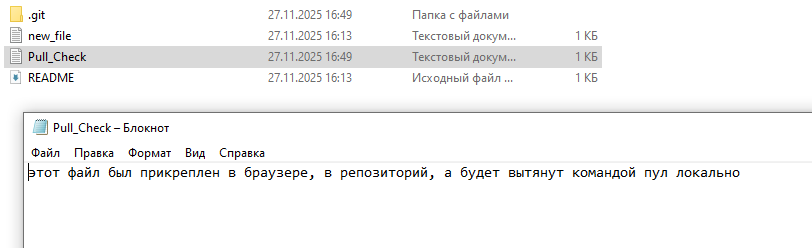 .git 27.11.2025 16:49 Папка с файлами
new_file 27.11.2025 16:13 Текстовый докум... 1 КБ
Pull_Check 27.11.2025 16:49 Текстовый докум... 1 КБ
README 27.11.2025 16:13 Исходный файл ... 1 КБ
Pull_Check – Блокнот
Файл Правка Формат Вид Справка
этот файл был прикреплен в браузере, в репозиторий, а будет вытянут командой пул локально